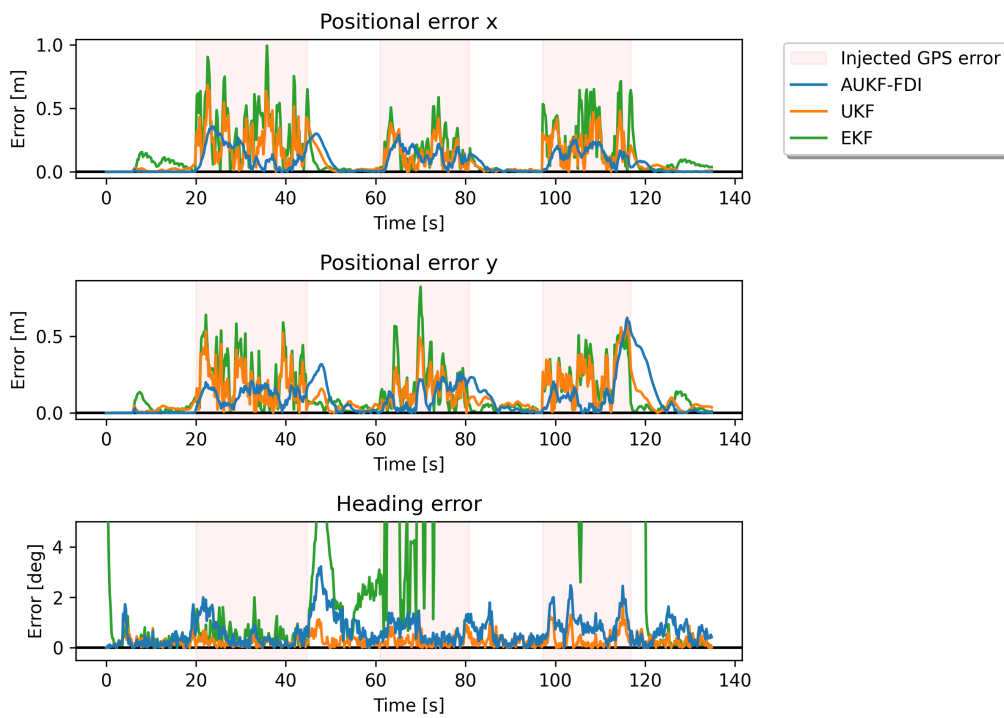 Positional error x
Error [m]
1.0
0.5
0.0
0 20 40 60 80 100 120 140
Time [s]
Injected GPS error
AUKF-FDI
UKF
EKF
Positional error y
Error [m]
0.5
0.0
0 20 40 60 80 100 120 140
Time [s]
Heading error
Error [deg]
4
2
0
0 20 40 60 80 100 120 140
Time [s]